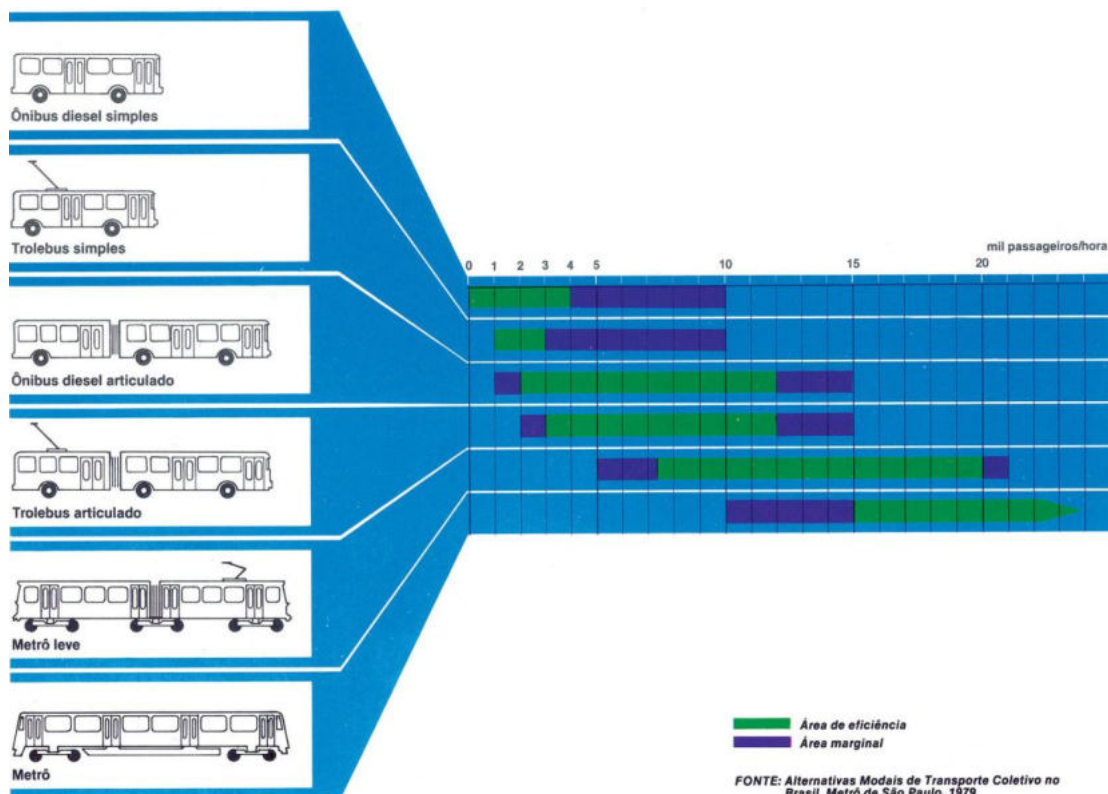 Ônibus diesel simples
Trolebus simples
Ônibus diesel articulado
Trolebus articulado
Metrô leve
Metrô
mil passageiros/hora
0 1 2 3 4 5 10 15 20
Área de eficiência
Área marginal
FONTE: Alternativas Modais de Transporte Coletivo no
Brasil, Metrô de São Paulo, 1979